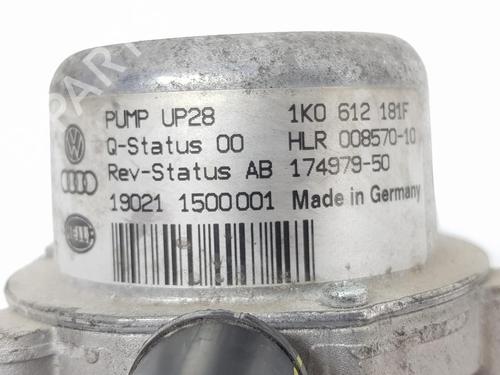 PUMP UP28 1K0 612 181F
Q-Status 00 HLR 008570-10
Rev-Status AB 174979-50
19021 1500001 Made in Germany
HELLA